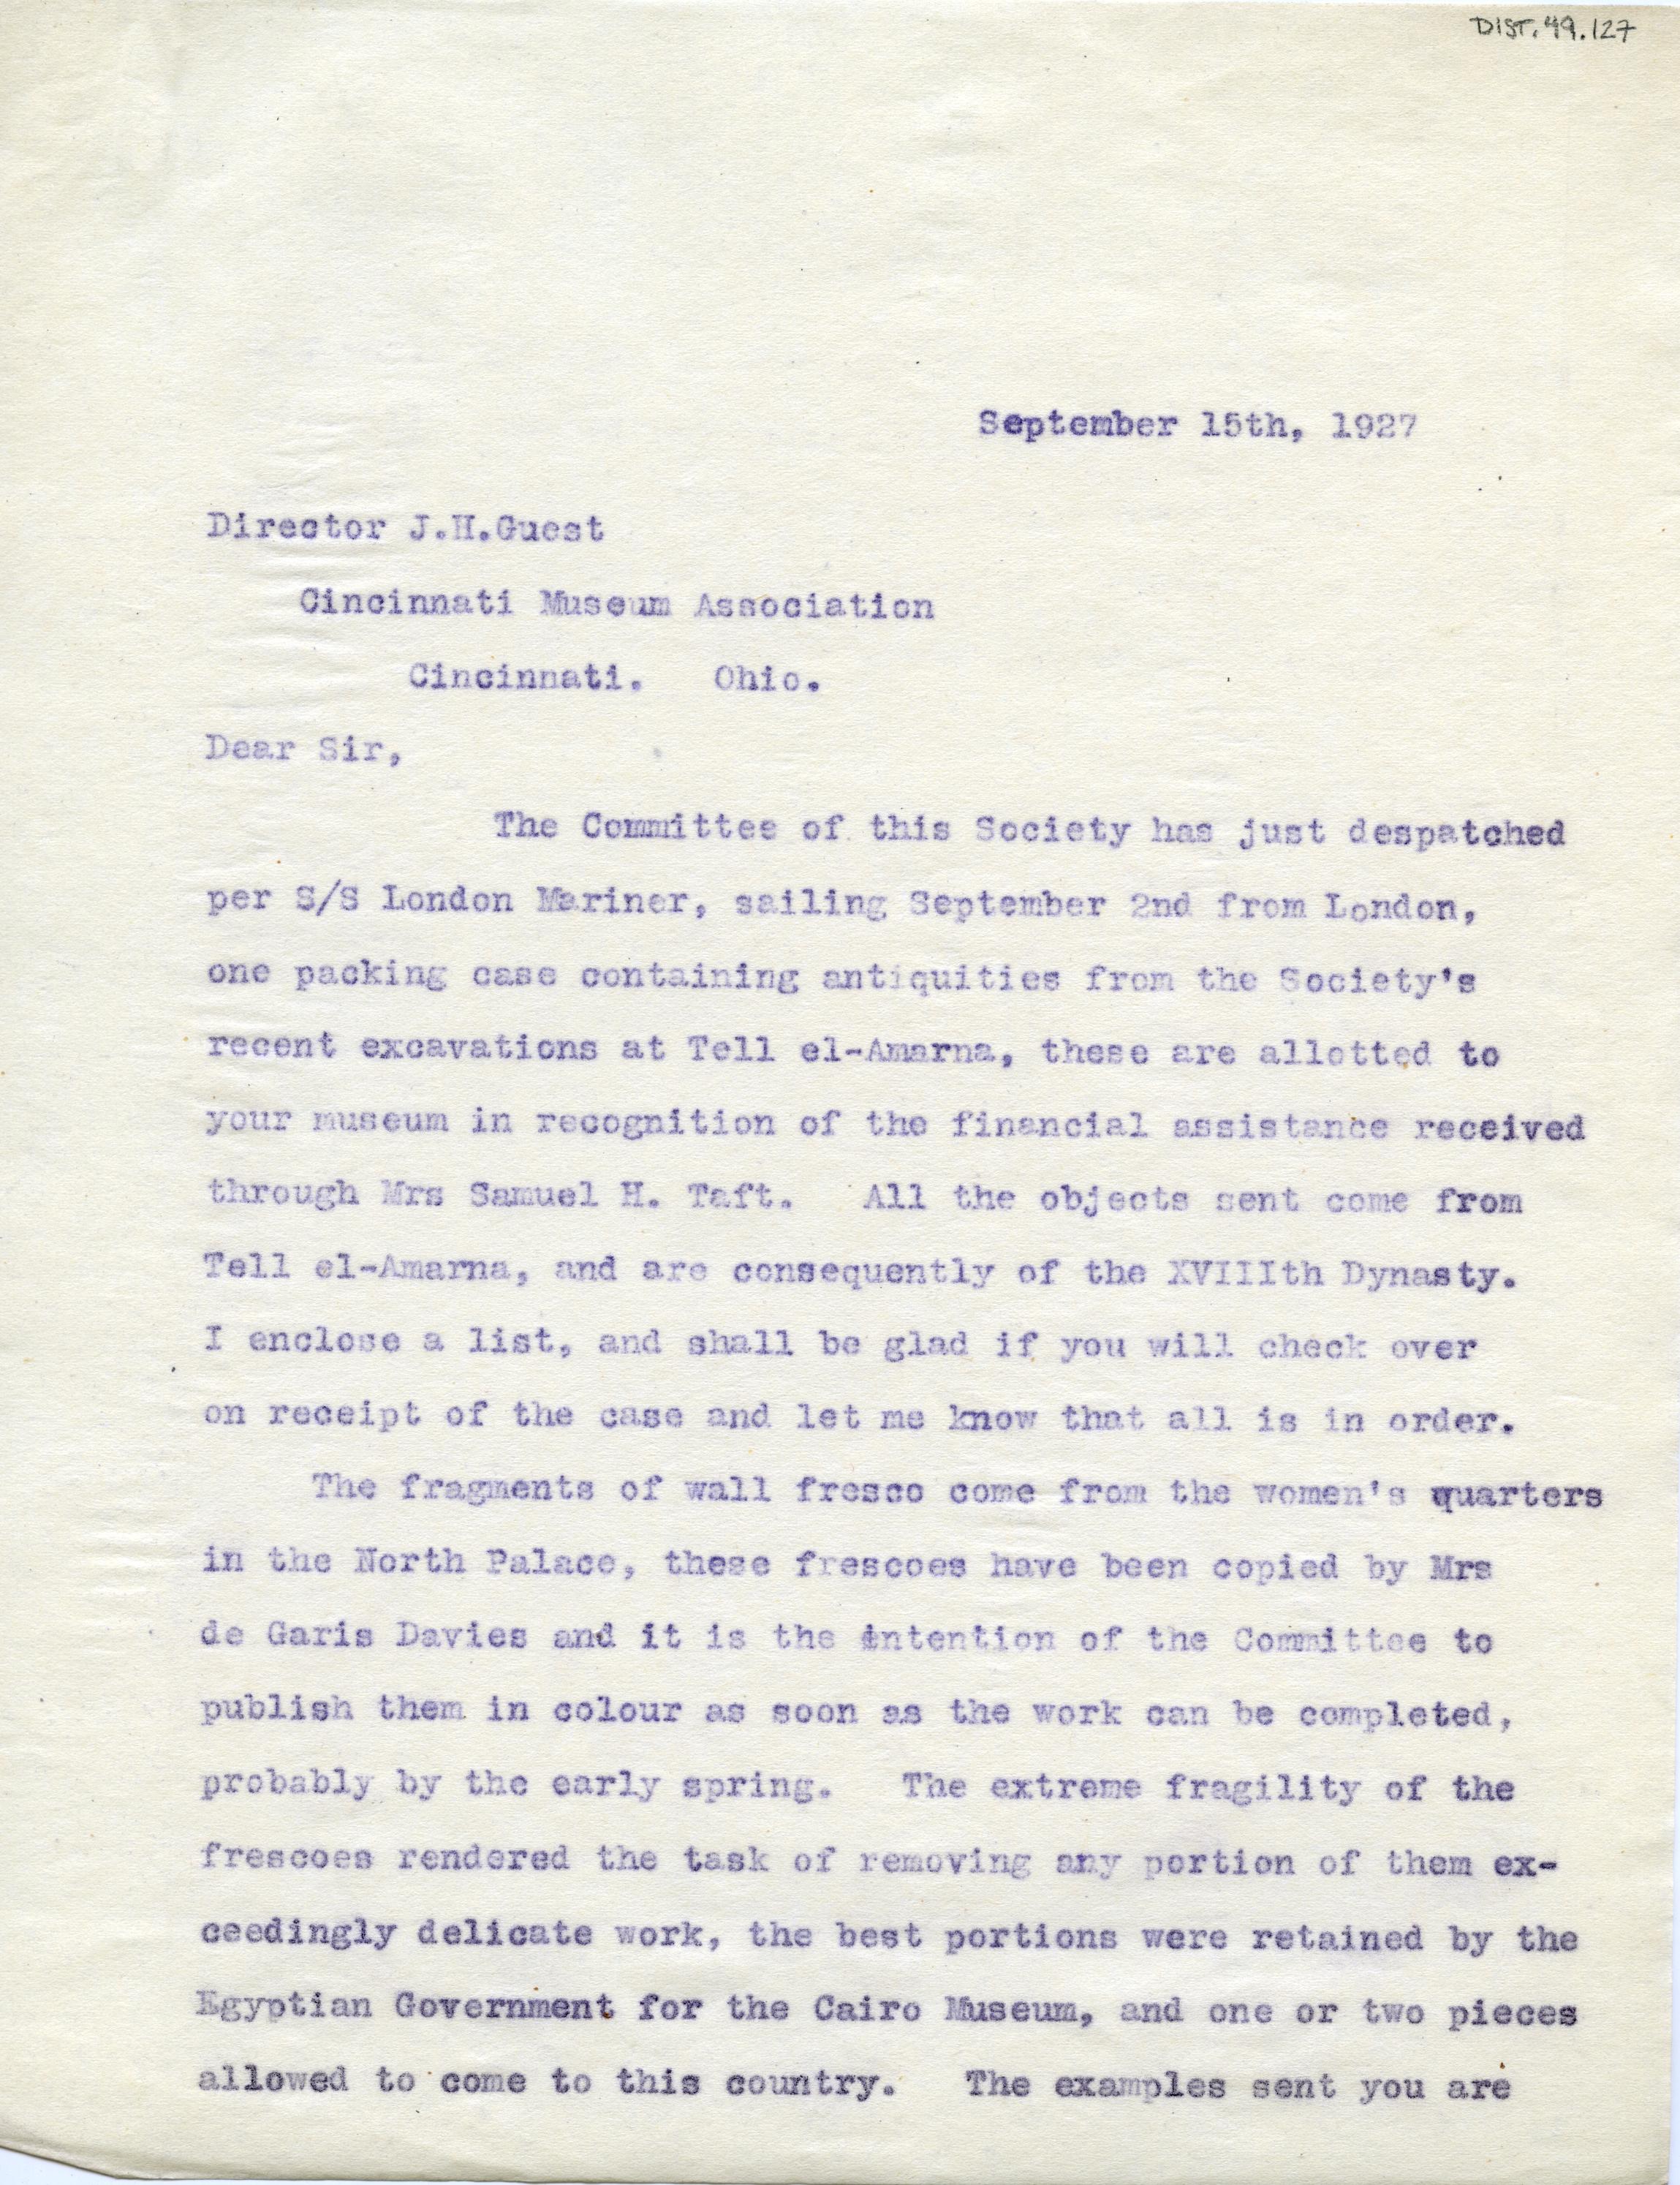 DIST.49.127
September 15th, 1927
Director J.H.Guest
Cincinnati Museum Association
Cincinnati. Ohio.
Dear Sir,
The Committee of this Society has just despatched
per S/S London Mariner, sailing September 2nd from London,
one packing case containing antiquities from the Society's
recent excavations at Tell el-Amarna, these are allotted to
your museum in recognition of the financial assistance received
through Mrs Samuel H. Taft. All the objects sent come from
Tell el-Amarna, and are consequently of the XVIIIth Dynasty.
I enclose a list, and shall be glad if you will check over
on receipt of the case and let me know that all is in order.
The fragments of wall fresco come from the women's quarters
in the North Palace, these frescoes have been copied by Mrs
de Garis Davies and it is the intention of the Committee to
publish them in colour as soon as the work can be completed,
probably by the early spring. The extreme fragility of the
frescoes rendered the task of removing any portion of them ex-
ceedingly delicate work, the best portions were retained by the
Egyptian Government for the Cairo Museum, and one or two pieces
allowed to come to this country. The examples sent you are